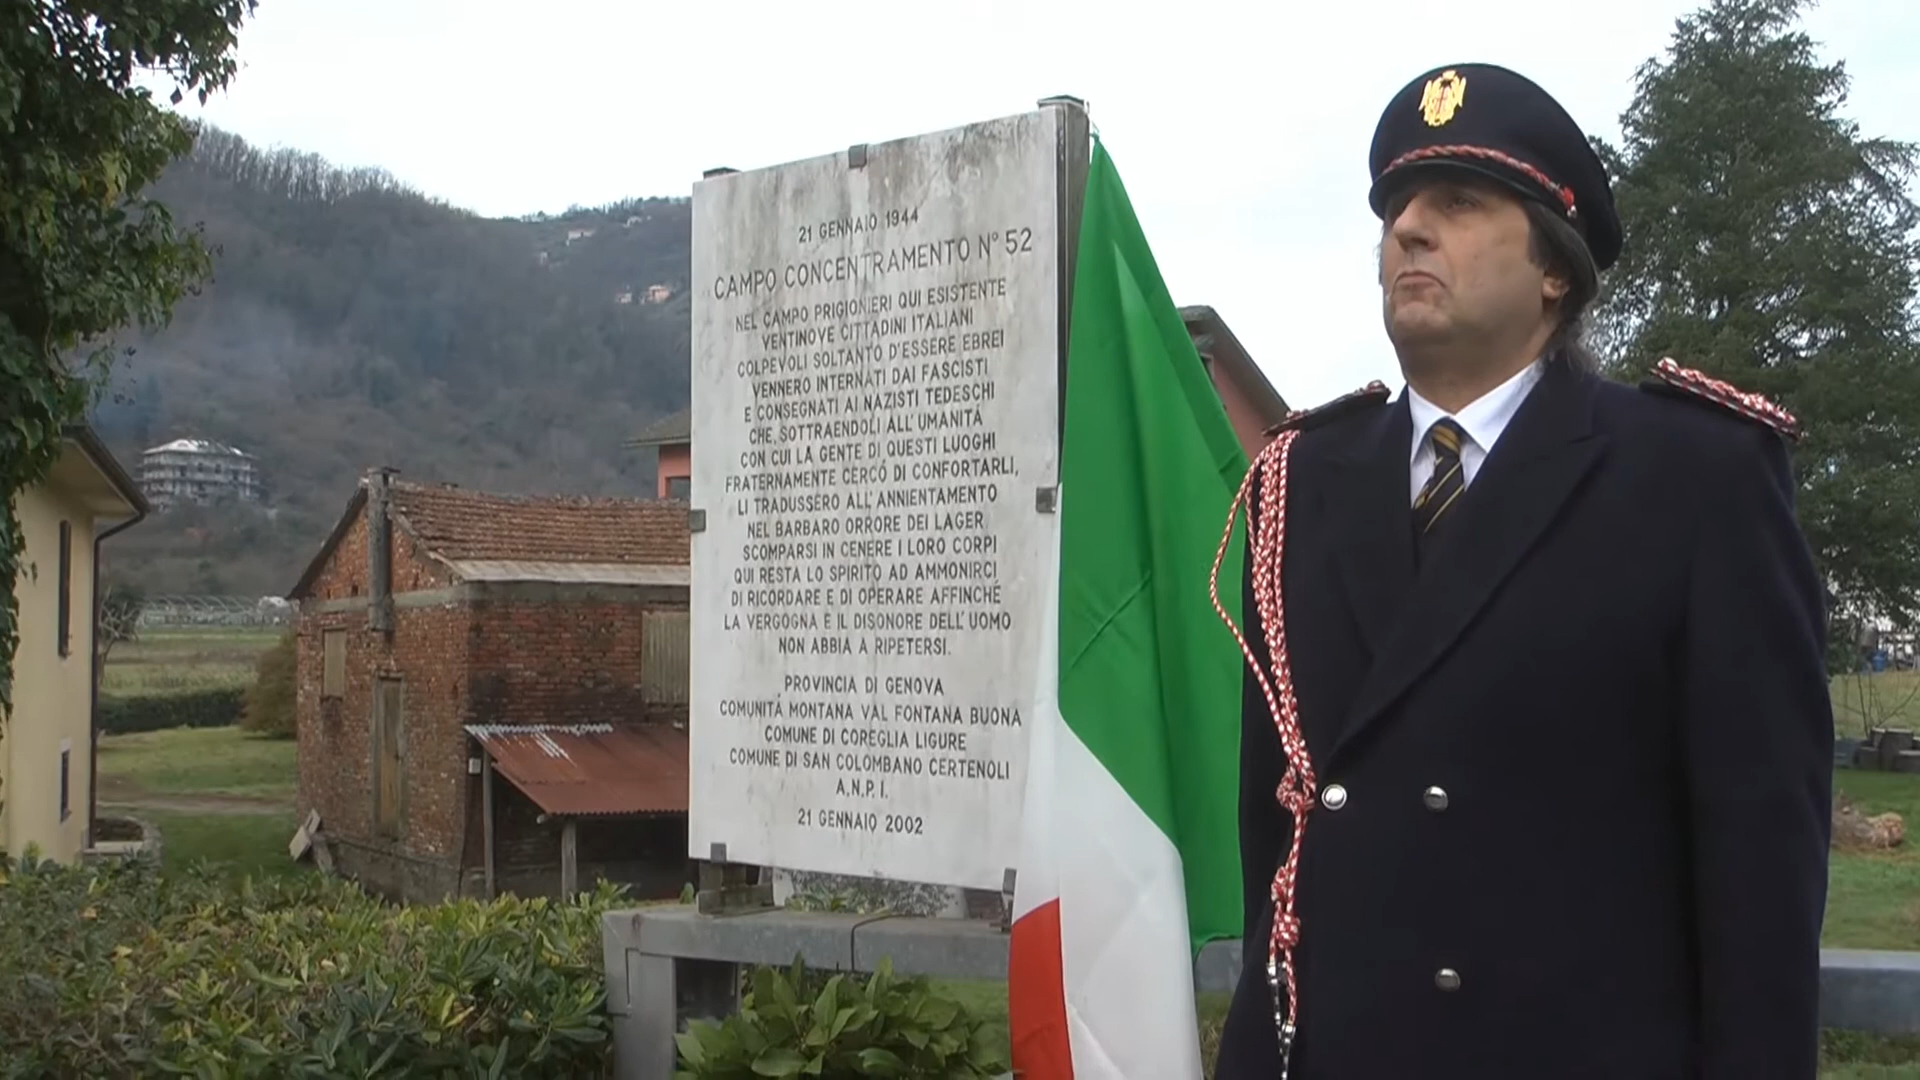 21 GENNAIO 1944
CAMPO CONCENTRAMENTO N° 52
NEL CAMPO PRIGIONIERI QUI ESISTENTE
VENTINOVE CITTADINI ITALIANI
COLPEVOLI SOLTANTO D'ESSERE EBREI
VENNERO INTERNATI DAI FASCISTI
E CONSEGNATI AI NAZISTI TEDESCHI
CHE, SOTTRAENDOLI ALL'UMANITÀ
CON CUI LA GENTE DI QUESTI LUOGHI
FRATERNAMENTE CERCÓ DI CONFORTARLI,
LI TRADUSSERO ALL'ANNIENTAMENTO
NEL BARBARO ORRORE DEI LAGER.
SCOMPARSI IN CENERE I LORO CORPI
QUI RESTA LO SPIRITO AD AMMONIRCI
DI RICORDARE E DI OPERARE AFFINCHÉ
LA VERGOGNA E IL DISONORE DELL'UOMO
NON ABBIA A RIPETERSI.
PROVINCIA DI GENOVA
COMUNITÁ MONTANA VAL FONTANA BUONA
COMUNE DI COREGLIA LIGURE
COMUNE DI SAN COLOMBANO CERTENOLI
A.N.P.I.
21 GENNAIO 2002